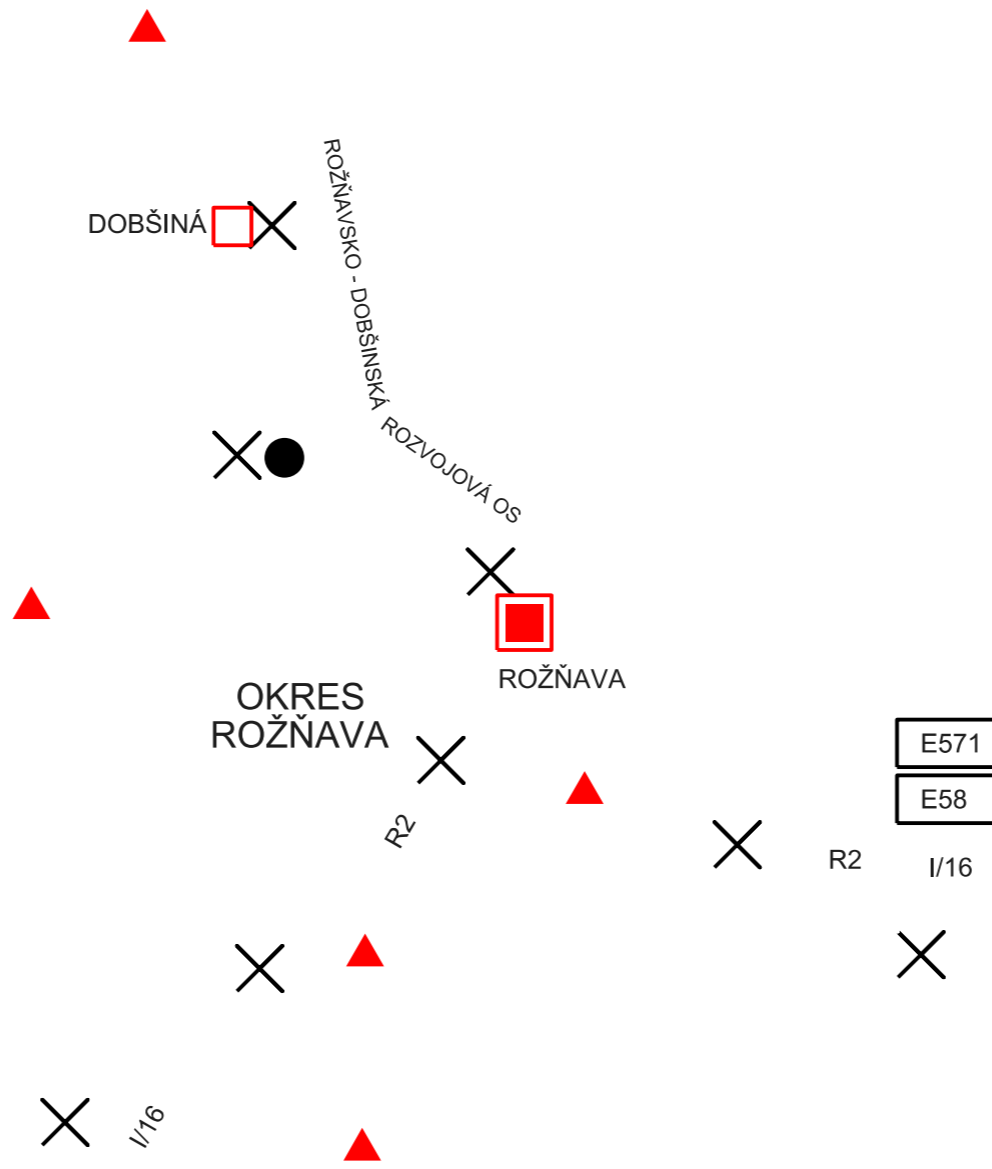 DOBŠINÁ
ROŽŇAVSKO - DOBŠINSKÁ ROZVOJOVÁ OS
ROŽŇAVA
OKRES
ROŽŇAVA
E571
E58
R2
R2
I/16
I/16